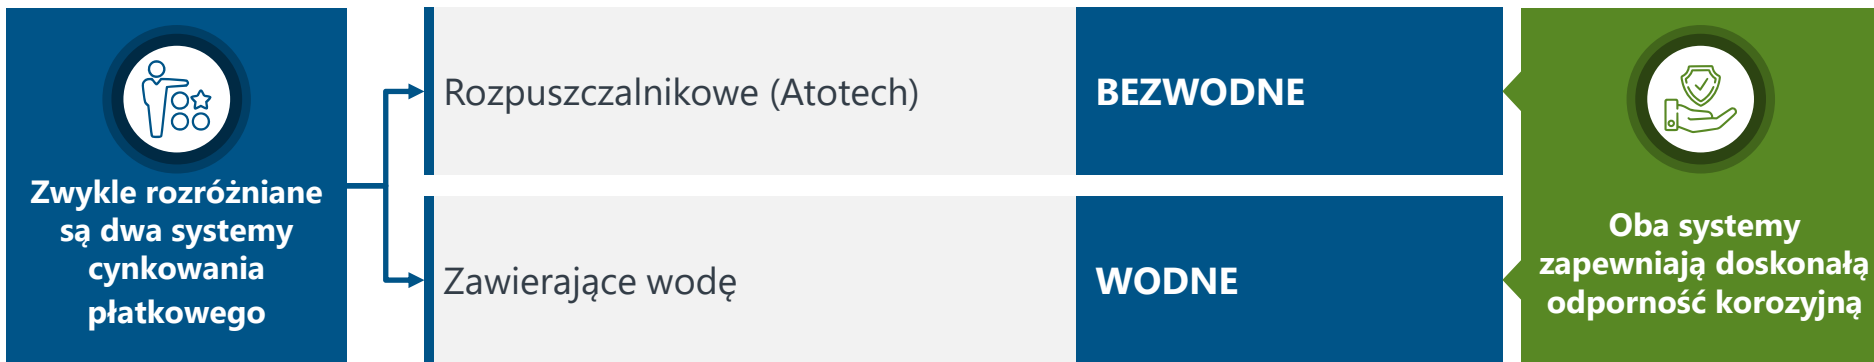 Zwykle rozróżniane
są dwa systemy
cynkowania
płatkowego
Rozpuszczalnikowe (Atotech)
BEZWODNE
Zawierające wodę
WODNE
Oba systemy
zapewniają doskonałą
odporność korozyjną